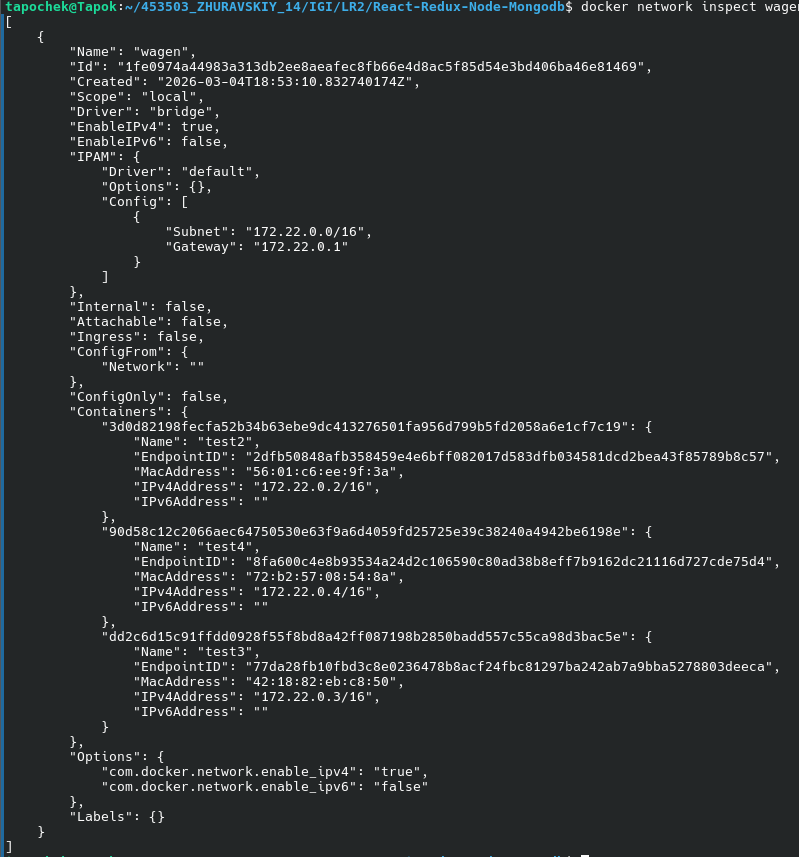 tapochek@Tapok:~/453503_ZHURAVSKIY_14/IGI/LR2/React-Redux-Node-Mongodb$ docker network inspect wagen
[
    {
        "Name": "wagen",
        "Id": "1fe0974a44983a313db2ee8aeafec8fb66e4d8ac5f85d54e3bd406ba46e81469",
        "Created": "2026-03-04T18:53:10.832740174Z",
        "Scope": "local",
        "Driver": "bridge",
        "EnableIPv4": true,
        "EnableIPv6": false,
        "IPAM": {
            "Driver": "default",
            "Options": {},
            "Config": [
                {
                    "Subnet": "172.22.0.0/16",
                    "Gateway": "172.22.0.1"
                }
            ]
        },
        "Internal": false,
        "Attachable": false,
        "Ingress": false,
        "ConfigFrom": {
            "Network": ""
        },
        "ConfigOnly": false,
        "Containers": {
            "3d0d82198fecfa52b34b63ebe9dc413276501fa956d799b5fd2058a6e1cf7c19": {
                "Name": "test2",
                "EndpointID": "2dfb50848afb358459e4e6bff082017d583dfb034581dcd2bea43f85789b8c57",
                "MacAddress": "56:01:c6:ee:9f:3a",
                "IPv4Address": "172.22.0.2/16",
                "IPv6Address": ""
            },
            "90d58c12c2066aec64750530e63f9a6d4059fd25725e39c38240a4942be6198e": {
                "Name": "test4",
                "EndpointID": "8fa600c4e8b93534a24d2c106590c80ad38b8eff7b9162dc21116d727cde75d4",
                "MacAddress": "72:b2:57:08:54:8a",
                "IPv4Address": "172.22.0.4/16",
                "IPv6Address": ""
            },
            "dd2c6d15c91ffdd0928f55f8bd8a42ff087198b2850badd557c55ca98d3bac5e": {
                "Name": "test3",
                "EndpointID": "77da28fb10fbd3c8e0236478b8acf24fbc81297ba242ab7a9bba5278803deeca",
                "MacAddress": "42:18:82:eb:c8:50",
                "IPv4Address": "172.22.0.3/16",
                "IPv6Address": ""
            }
        },
        "Options": {
            "com.docker.network.enable_ipv4": "true",
            "com.docker.network.enable_ipv6": "false"
        },
        "Labels": {}
    }
]